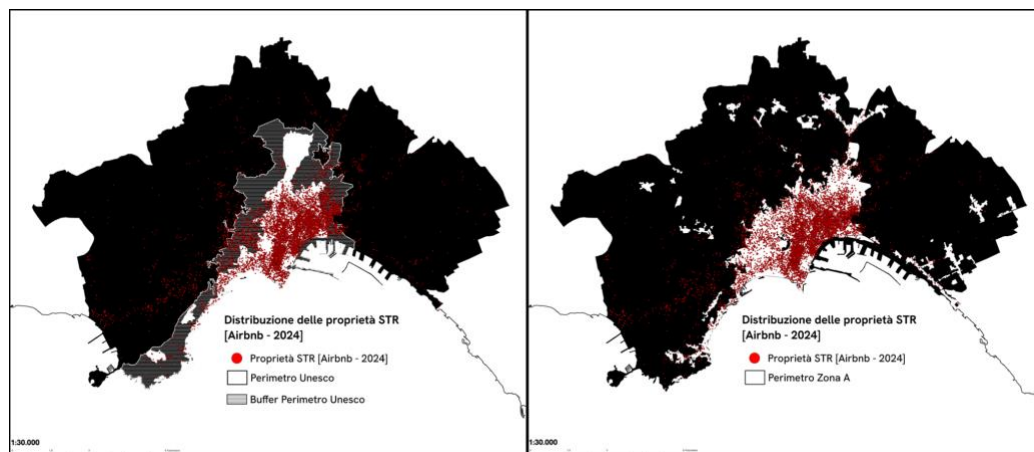 Distribuzione delle proprietà STR
[Airbnb - 2024]
Proprietà STR [Airbnb - 2024]
Perimetro Unesco
Buffer Perimetro Unesco
1:30.000
Distribuzione delle proprietà STR
[Airbnb - 2024]
Proprietà STR [Airbnb - 2024]
Perimetro Zona A
1:30.000